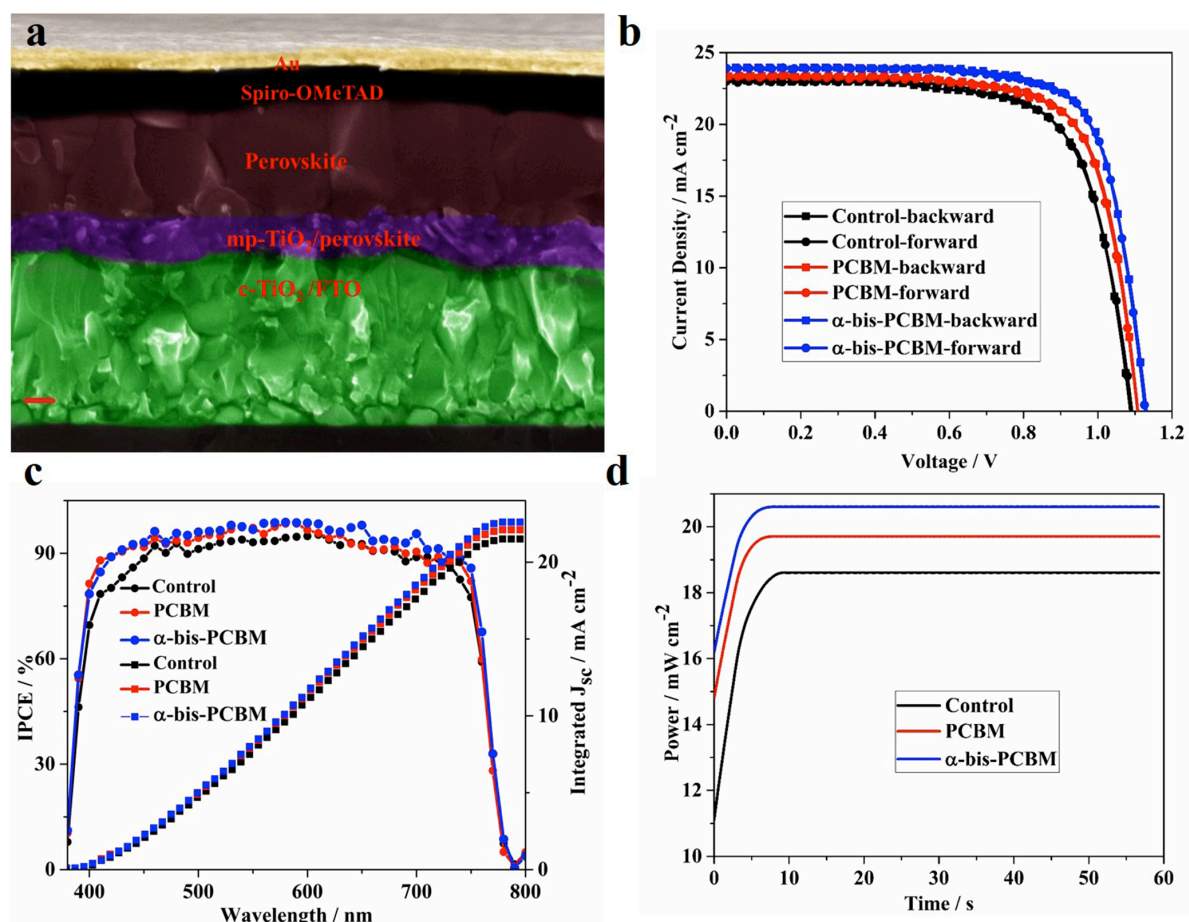 a
Au
Spiro-OMeTAD
Perovskite
mp-TiO2/perovskite
c-TiO2/FTO
b
25
20
15
10
5
0
0.0 0.2 0.4 0.6 0.8 1.0 1.2
Current Density / mA cm-2
Voltage / V
Control-backward
Control-forward
PCBM-backward
PCBM-forward
α-bis-PCBM-backward
α-bis-PCBM-forward
c
90
60
30
0
IPCE / %
400 500 600 700 800
Wavelength / nm
20
10
0
Integrated JSC / mA cm-2
Control
PCBM
α-bis-PCBM
Control
PCBM
α-bis-PCBM
d
20
18
16
14
12
10
Power / mW cm-2
0 10 20 30 40 50 60
Time / s
Control
PCBM
α-bis-PCBM